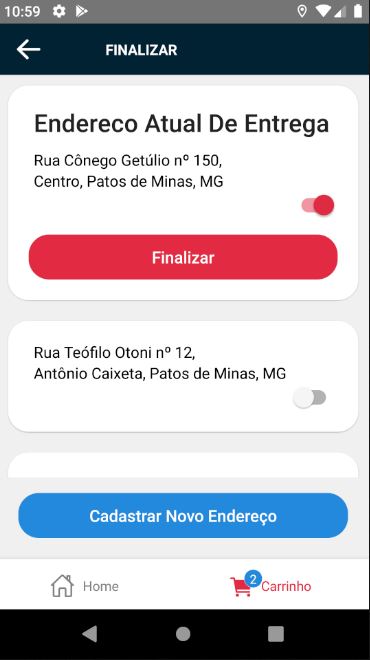 10:59
FINALIZAR
Endereco Atual De Entrega
Rua Cônego Getúlio nº 150,
Centro, Patos de Minas, MG
Finalizar
Rua Teófilo Otoni nº 12,
Antônio Caixeta, Patos de Minas, MG
Cadastrar Novo Endereço
Home
2
Carrinho